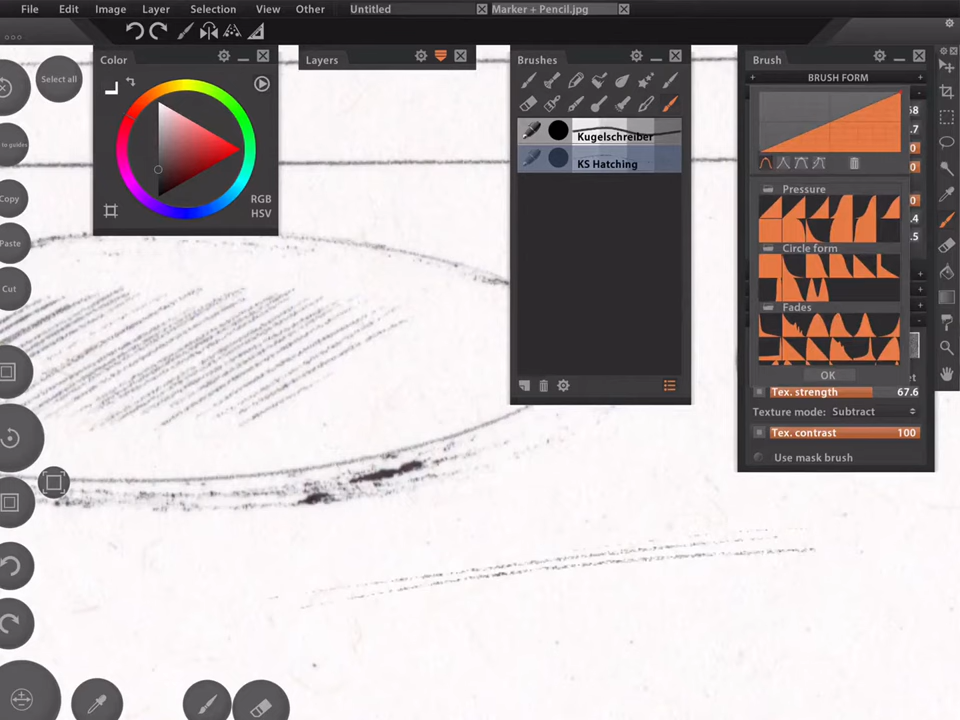 File Edit Image Layer Selection View Other Untitled Marker + Pencil.jpg
Select all
to guides
Copy
Paste
Cut
Color
RGB
HSV
Layers
Brushes
Kugelschreiber
KS Hatching
Brush
BRUSH FORM
Pressure
Circle form
Fades
OK
Tex. strength 67.6
Texture mode: Subtract
Tex. contrast 100
Use mask brush